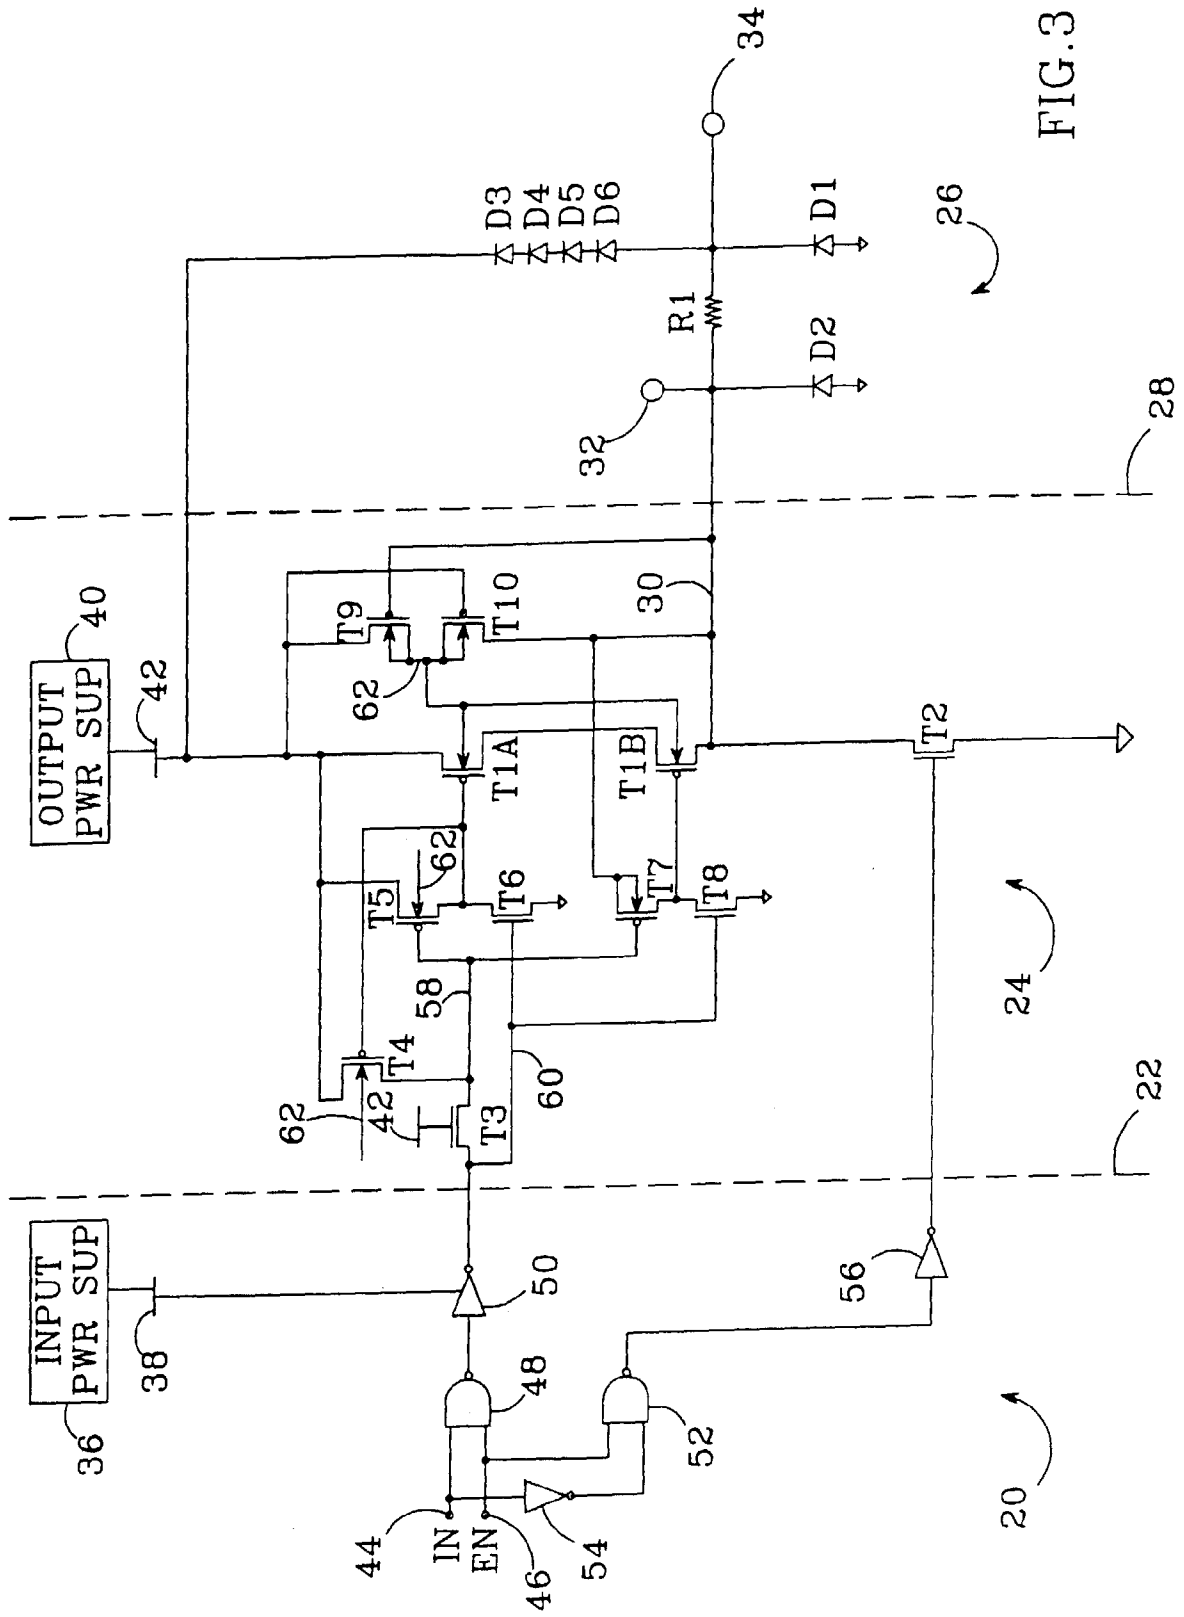 INPUT
PWR SUP
36
38
OUTPUT
PWR SUP
40
42
44
IN
EN
46
54
48
52
50
56
20
22
62
42
T3
T4
58
60
T5
62
T6
T7
T8
T1A
T1B
T2
24
T9
T10
62
30
28
32
R1
D2
D1
D3
D4
D5
D6
34
26
FIG.3